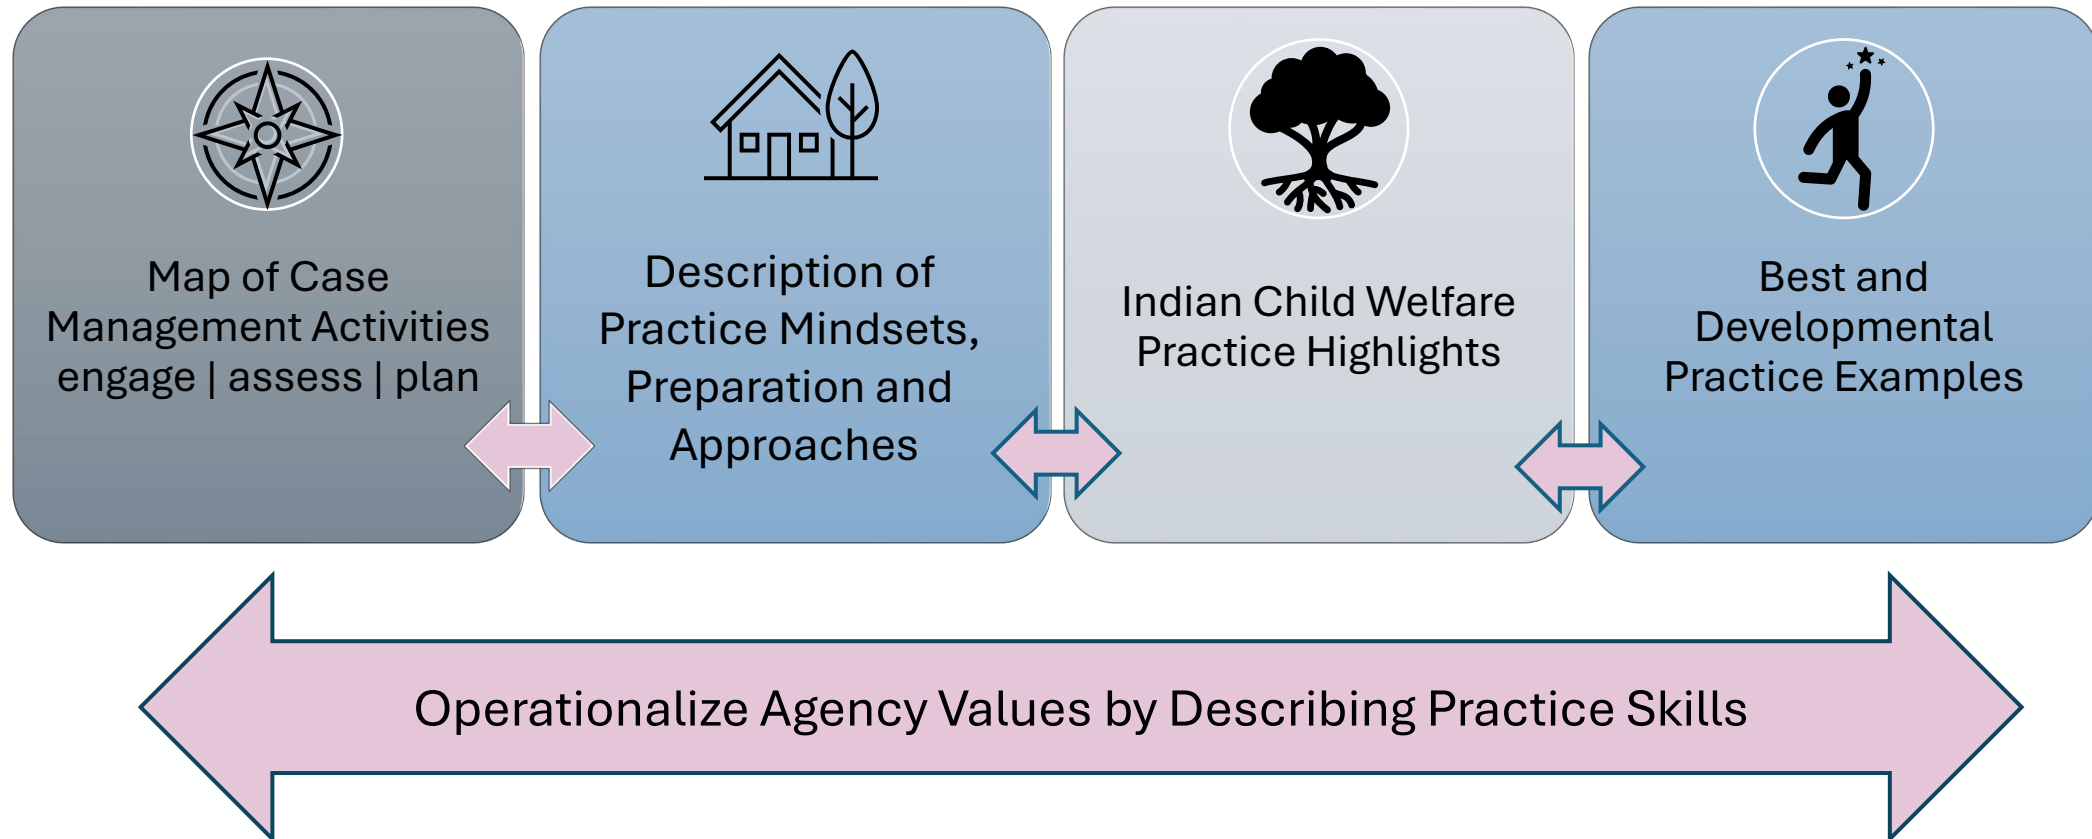 Map of Case
Management Activities
engage | assess | plan
Description of
Practice Mindsets,
Preparation and
Approaches
Indian Child Welfare
Practice Highlights
Best and
Developmental
Practice Examples
Operationalize Agency Values by Describing Practice Skills